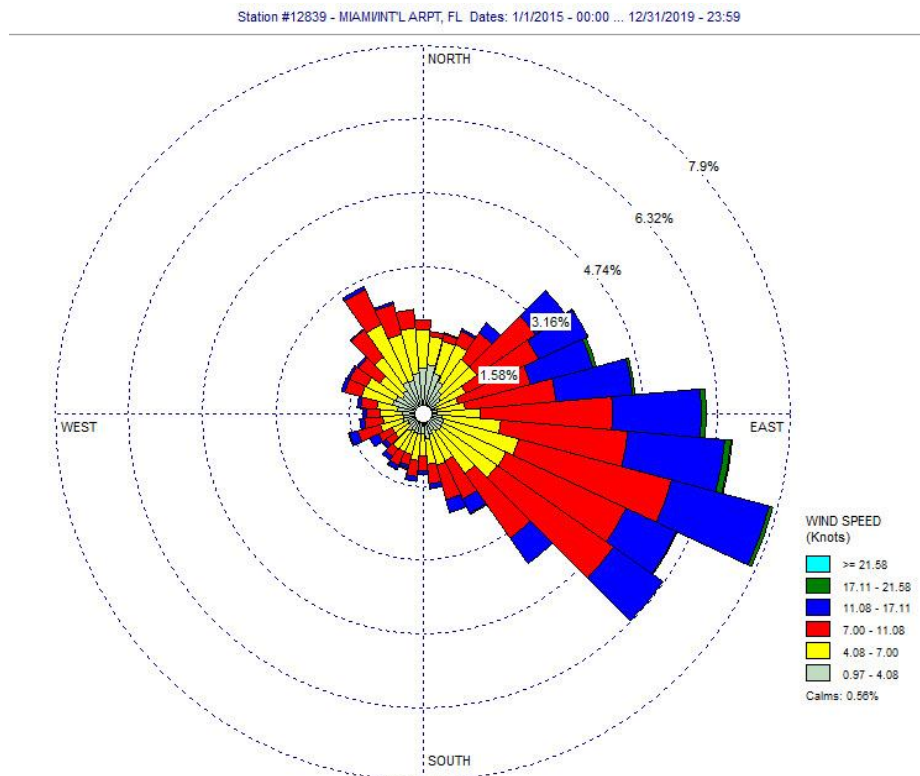 Station #12839 - MIAMI/INT'L ARPT, FL Dates: 1/1/2015 - 00:00 ... 12/31/2019 - 23:59
NORTH
7.9%
6.32%
4.74%
3.16%
1.58%
WEST
EAST
WIND SPEED
(Knots)
>= 21.58
17.11 - 21.58
11.08 - 17.11
7.00 - 11.08
4.08 - 7.00
0.97 - 4.08
Calms: 0.56%
SOUTH